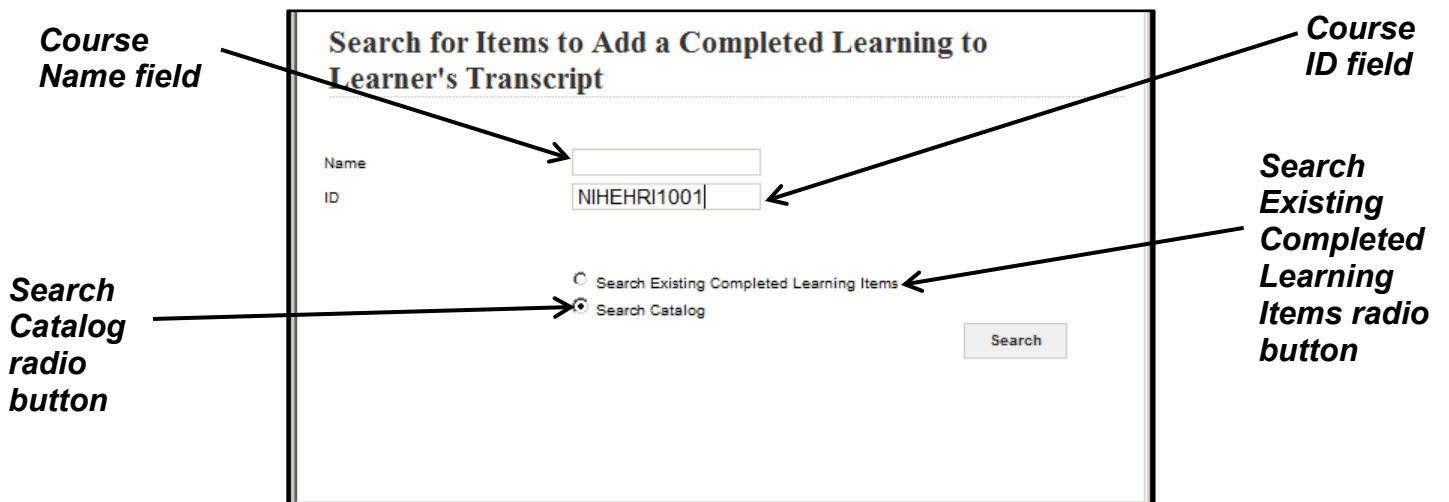 Course
Name field
Search for Items to Add a Completed Learning to
Learner's Transcript
Course
ID field
Name
ID
NIHEHRI1001
Search
Existing
Completed
Learning
Items radio
button
Search
Catalog
radio
button
Search Existing Completed Learning Items
Search Catalog
Search